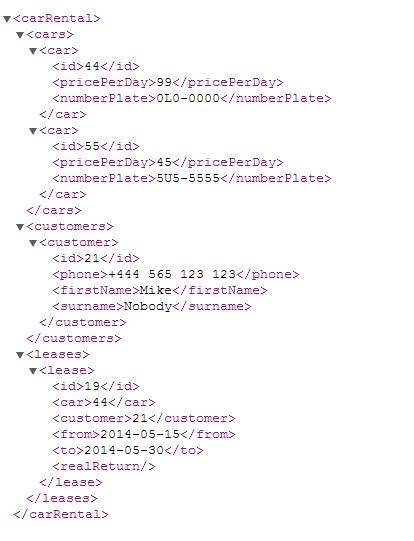 <carRental>
<cars>
<car>
<id>44</id>
<pricePerDay>99</pricePerDay>
<numberPlate>0L0-0000</numberPlate>
</car>
<car>
<id>55</id>
<pricePerDay>45</pricePerDay>
<numberPlate>5U5-5555</numberPlate>
</car>
</cars>
<customers>
<customer>
<id>21</id>
<phone>+444 565 123 123</phone>
<firstName>Mike</firstName>
<surname>Nobody</surname>
</customer>
</customers>
<leases>
<lease>
<id>19</id>
<car>44</car>
<customer>21</customer>
<from>2014-05-15</from>
<to>2014-05-30</to>
<realReturn/>
</lease>
</leases>
</carRental>